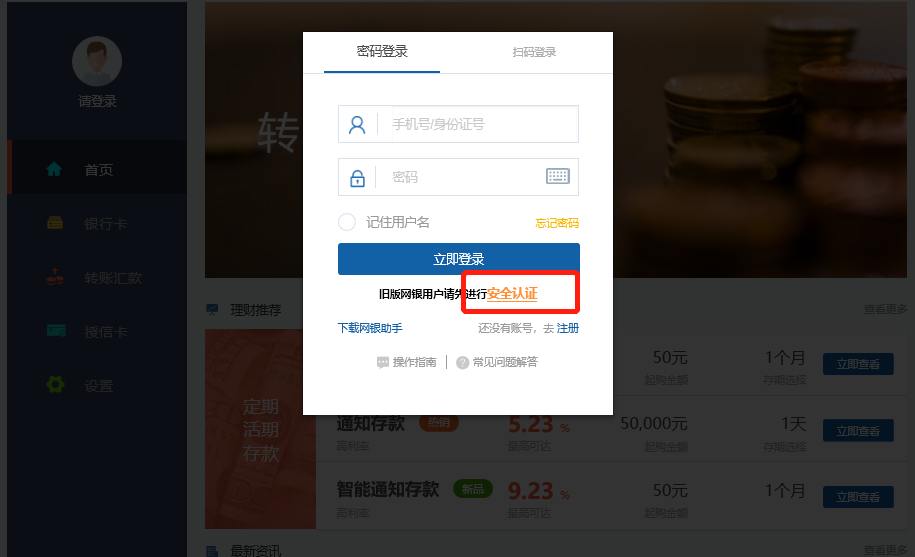 请登录
首页
银行卡
转账汇款
授信卡
设置
转
密码登录 扫码登录
手机号/身份证号
密码
记住用户名 忘记密码
立即登录
旧版网银用户请先进行安全认证
下载网银助手 还没有账号，去 注册
操作指南 常见问题解答
理财推荐 查看更多
定期
活期
存款
50元 1个月 立即查看
起购金额 存期选择
通知存款 热销 5.23 % 50,000元 1天 立即查看
高利率 最高可达 起购金额 存期选择
智能通知存款 新品 9.23 % 50元 1个月 立即查看
高利率 最高可达 起购金额 存期选择
最新资讯 查看更多